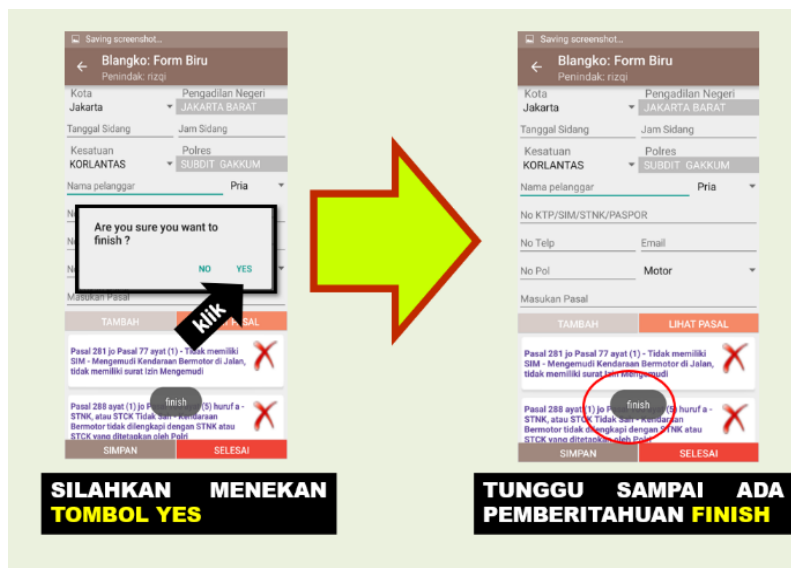 Saving screenshot...
Blangko: Form Biru
Penindak: rizqi
Kota Pengadilan Negeri
Jakarta JAKARTA BARAT
Tanggal Sidang Jam Sidang
Kesatuan Polres
KORLANTAS SUBDIT GAKKUM
Nama pelanggar Pria
Are you sure you want to
finish ?
NO YES
klik
Masukan Pasal
TAMBAH PASAL
Pasal 281 jo Pasal 77 ayat (1) - Tidak memiliki
SIM - Mengemudi Kendaraan Bermotor di Jalan,
tidak memiliki surat Izin Mengemudi
finish
Pasal 288 ayat (1) jo (5) huruf a -
STNK, atau STCK Tidak Sah - Kendaraan
Bermotor tidak dilengkapi dengan STNK atau
STCK yang ditetapkan oleh Polri
SIMPAN SELESAI
SILAHKAN MENEKAN
TOMBOL YES
Saving screenshot...
Blangko: Form Biru
Penindak: rizqi
Kota Pengadilan Negeri
Jakarta JAKARTA BARAT
Tanggal Sidang Jam Sidang
Kesatuan Polres
KORLANTAS SUBDIT GAKKUM
Nama pelanggar Pria
No KTP/SIM/STNK/PASPOR
No Telp Email
No Pol Motor
Masukan Pasal
TAMBAH LIHAT PASAL
Pasal 281 jo Pasal 77 ayat (1) - Tidak memiliki
SIM - Mengemudi Kendaraan Bermotor di Jalan,
tidak memiliki surat Izin Mengemudi
finish
Pasal 288 ayat (1) jo (5) huruf a -
STNK, atau STCK Tidak Sah - Kendaraan
Bermotor tidak dilengkapi dengan STNK atau
STCK yang ditetapkan oleh Polri
SIMPAN SELESAI
TUNGGU SAMPAI ADA
PEMBERITAHUAN FINISH